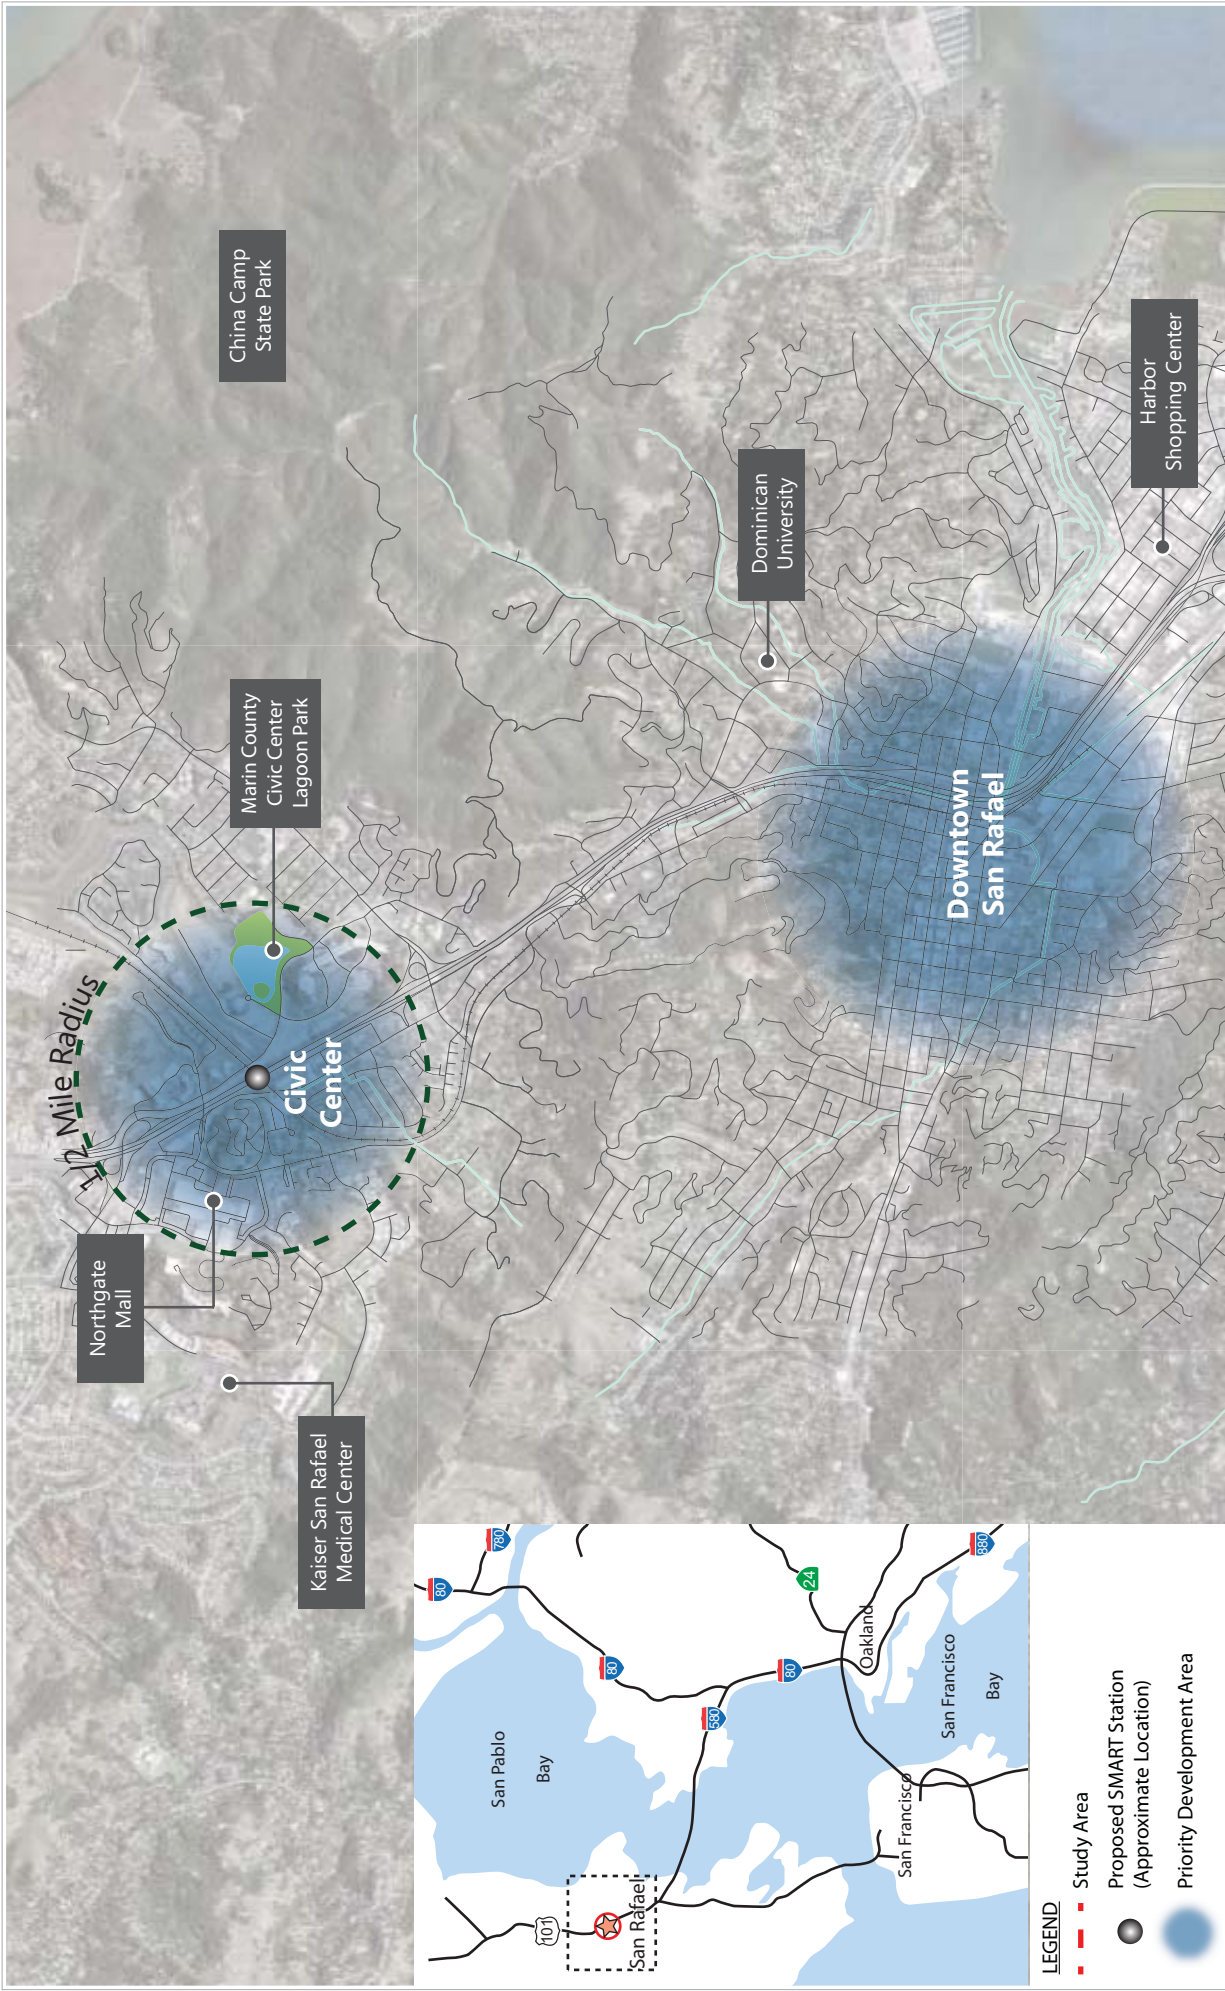 China Camp
State Park
Harbor
Shopping Center
Dominican
University
Marin County
Civic Center
Lagoon Park
1/2 Mile Radius
Civic
Center
Downtown
San Rafael
Northgate
Mall
Kaiser San Rafael
Medical Center
80
780
80
580
80
24
880
101
San Pablo
Bay
Oakland
San Francisco
Bay
San Francisco
San Rafael
LEGEND
Study Area
Proposed SMART Station
(Approximate Location)
Priority Development Area